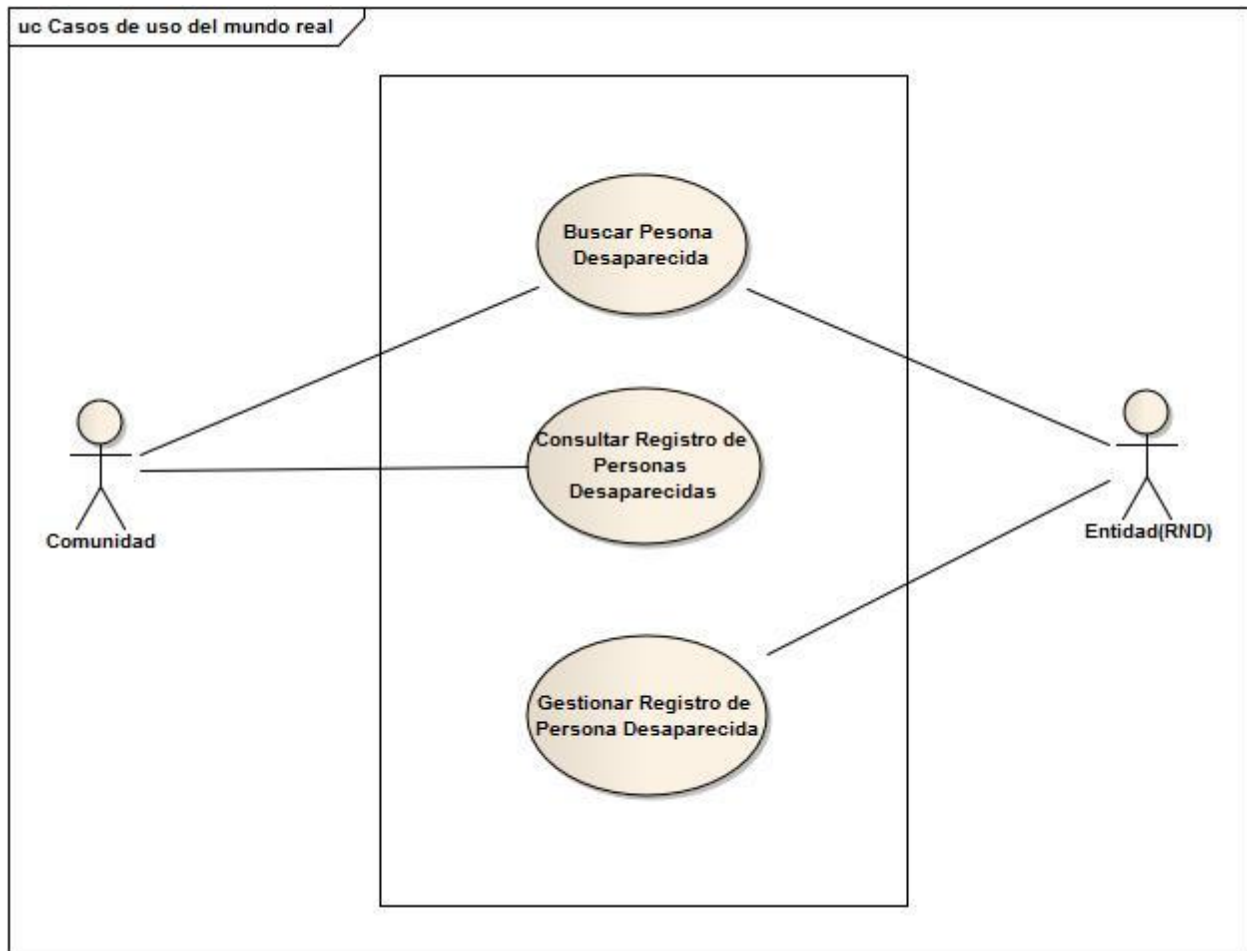 uc Casos de uso del mundo real
Buscar Pesona
Desaparecida
Consultar Registro de
Personas
Desaparecidas
Comunidad
Entidad(RND)
Gestionar Registro de
Persona Desaparecida